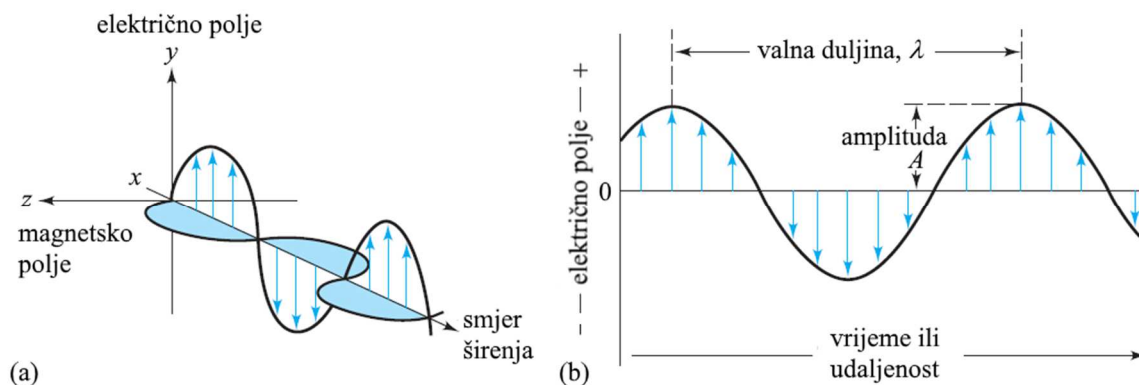 električno polje
y
x
z
magnetsko
polje
smjer
širenja
(a)
- — električno polje — +
0
valna duljina, λ
amplituda
A
vrijeme ili
udaljenost
(b)